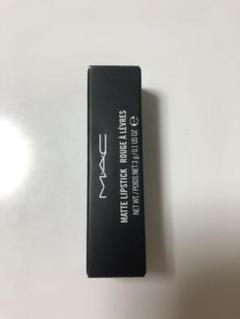 MAC
MATTE LIPSTICK ROUGE À LÈVRES
NET WT./POIDS NET 3 g/0.1 US OZ ℮